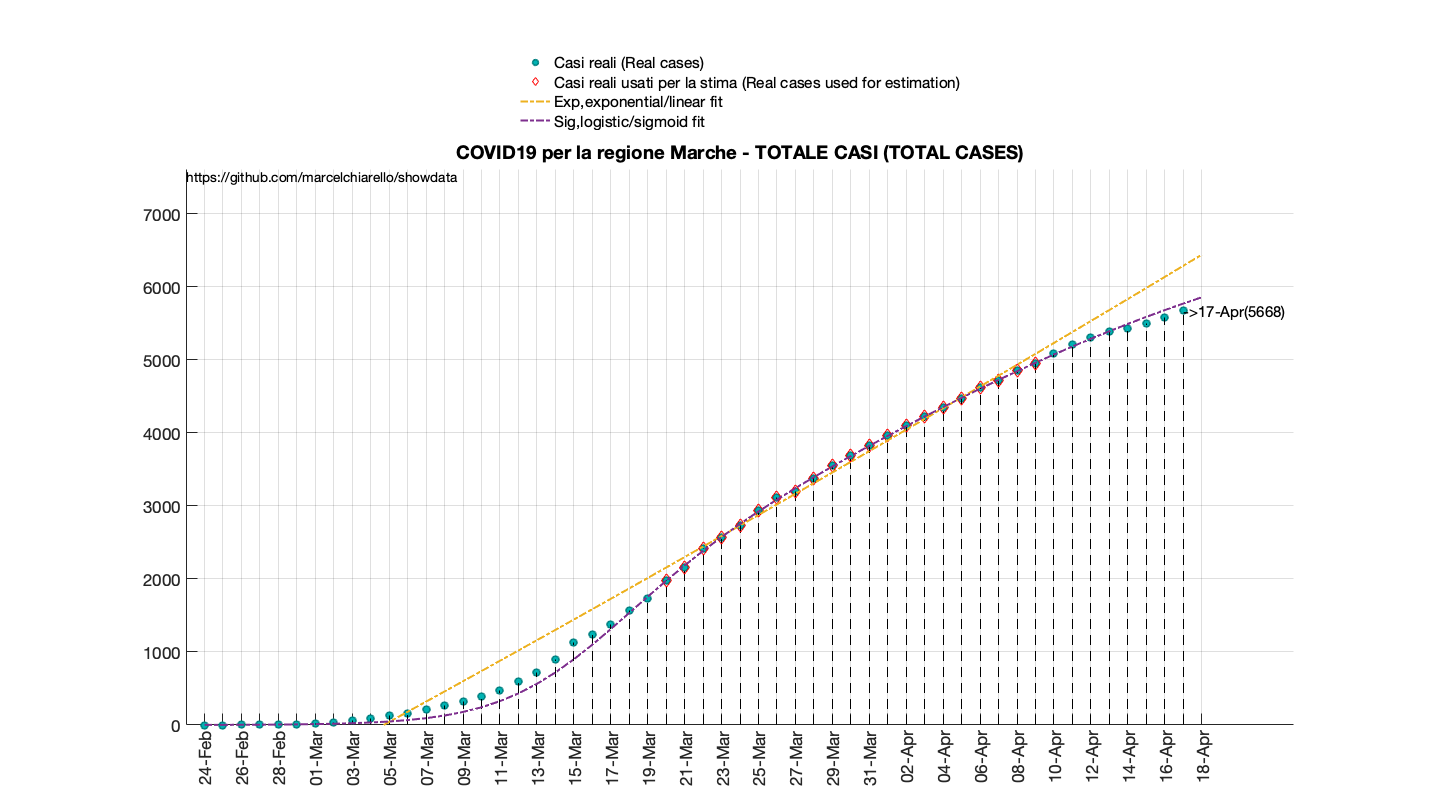 Casi reali (Real cases)
Casi reali usati per la stima (Real cases used for estimation)
Exp,exponential/linear fit
Sig,logistic/sigmoid fit
COVID19 per la regione Marche - TOTALE CASI (TOTAL CASES)
https://github.com/marcelchiarello/showdata
7000
6000
5000
4000
3000
2000
1000
0
->17-Apr(5668)
24-Feb
26-Feb
28-Feb
01-Mar
03-Mar
05-Mar
07-Mar
09-Mar
11-Mar
13-Mar
15-Mar
17-Mar
19-Mar
21-Mar
23-Mar
25-Mar
27-Mar
29-Mar
31-Mar
02-Apr
04-Apr
06-Apr
08-Apr
10-Apr
12-Apr
14-Apr
16-Apr
18-Apr